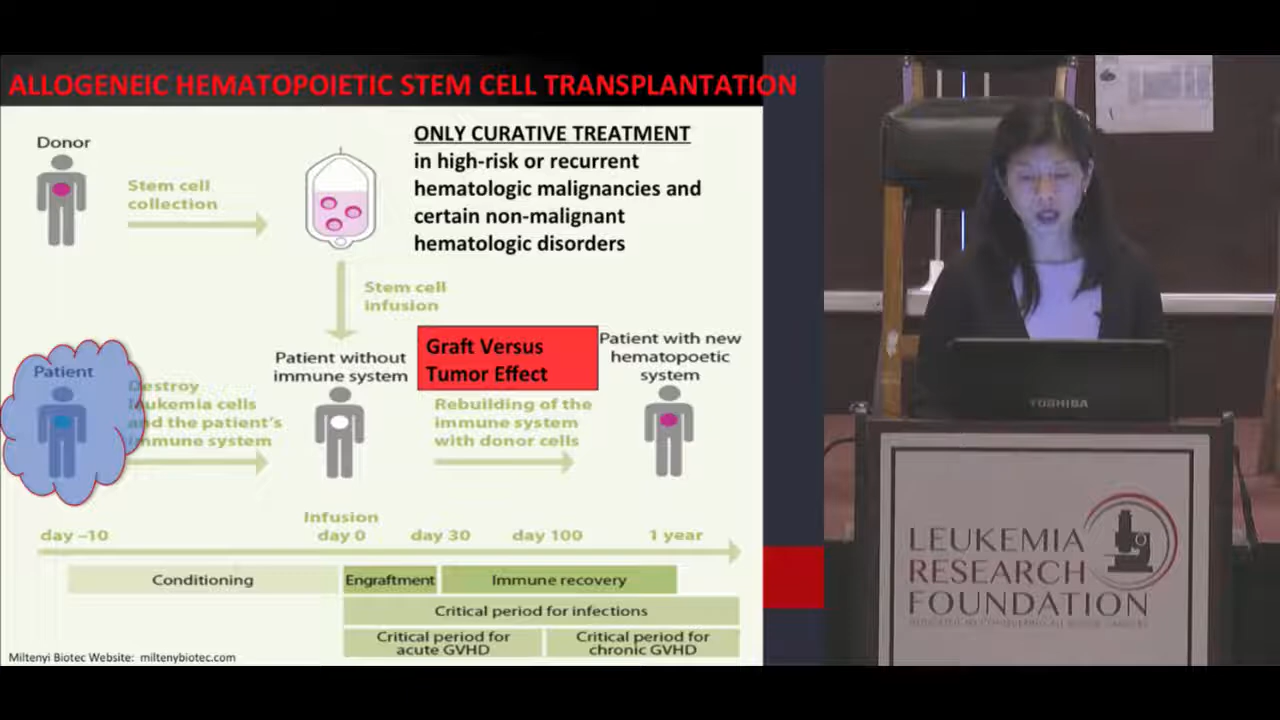 ALLOGENEIC HEMATOPOIETIC STEM CELL TRANSPLANTATION
Donor
Stem cell
collection
ONLY CURATIVE TREATMENT
in high-risk or recurrent
hematologic malignancies and
certain non-malignant
hematologic disorders
Stem cell
infusion
Patient
Destroy
leukemia cells
and the patient's
immune system
Patient without
immune system
Graft Versus
Tumor Effect
Rebuilding of the
immune system
with donor cells
Patient with new
hematopoetic
system
day –10
Infusion
day 0
day 30
day 100
1 year
Conditioning
Engraftment
Immune recovery
Critical period for infections
Critical period for
acute GVHD
Critical period for
chronic GVHD
Miltenyi Biotec Website: miltenybiotec.com
TOSHIBA
LEUKEMIA
RESEARCH
FOUNDATION